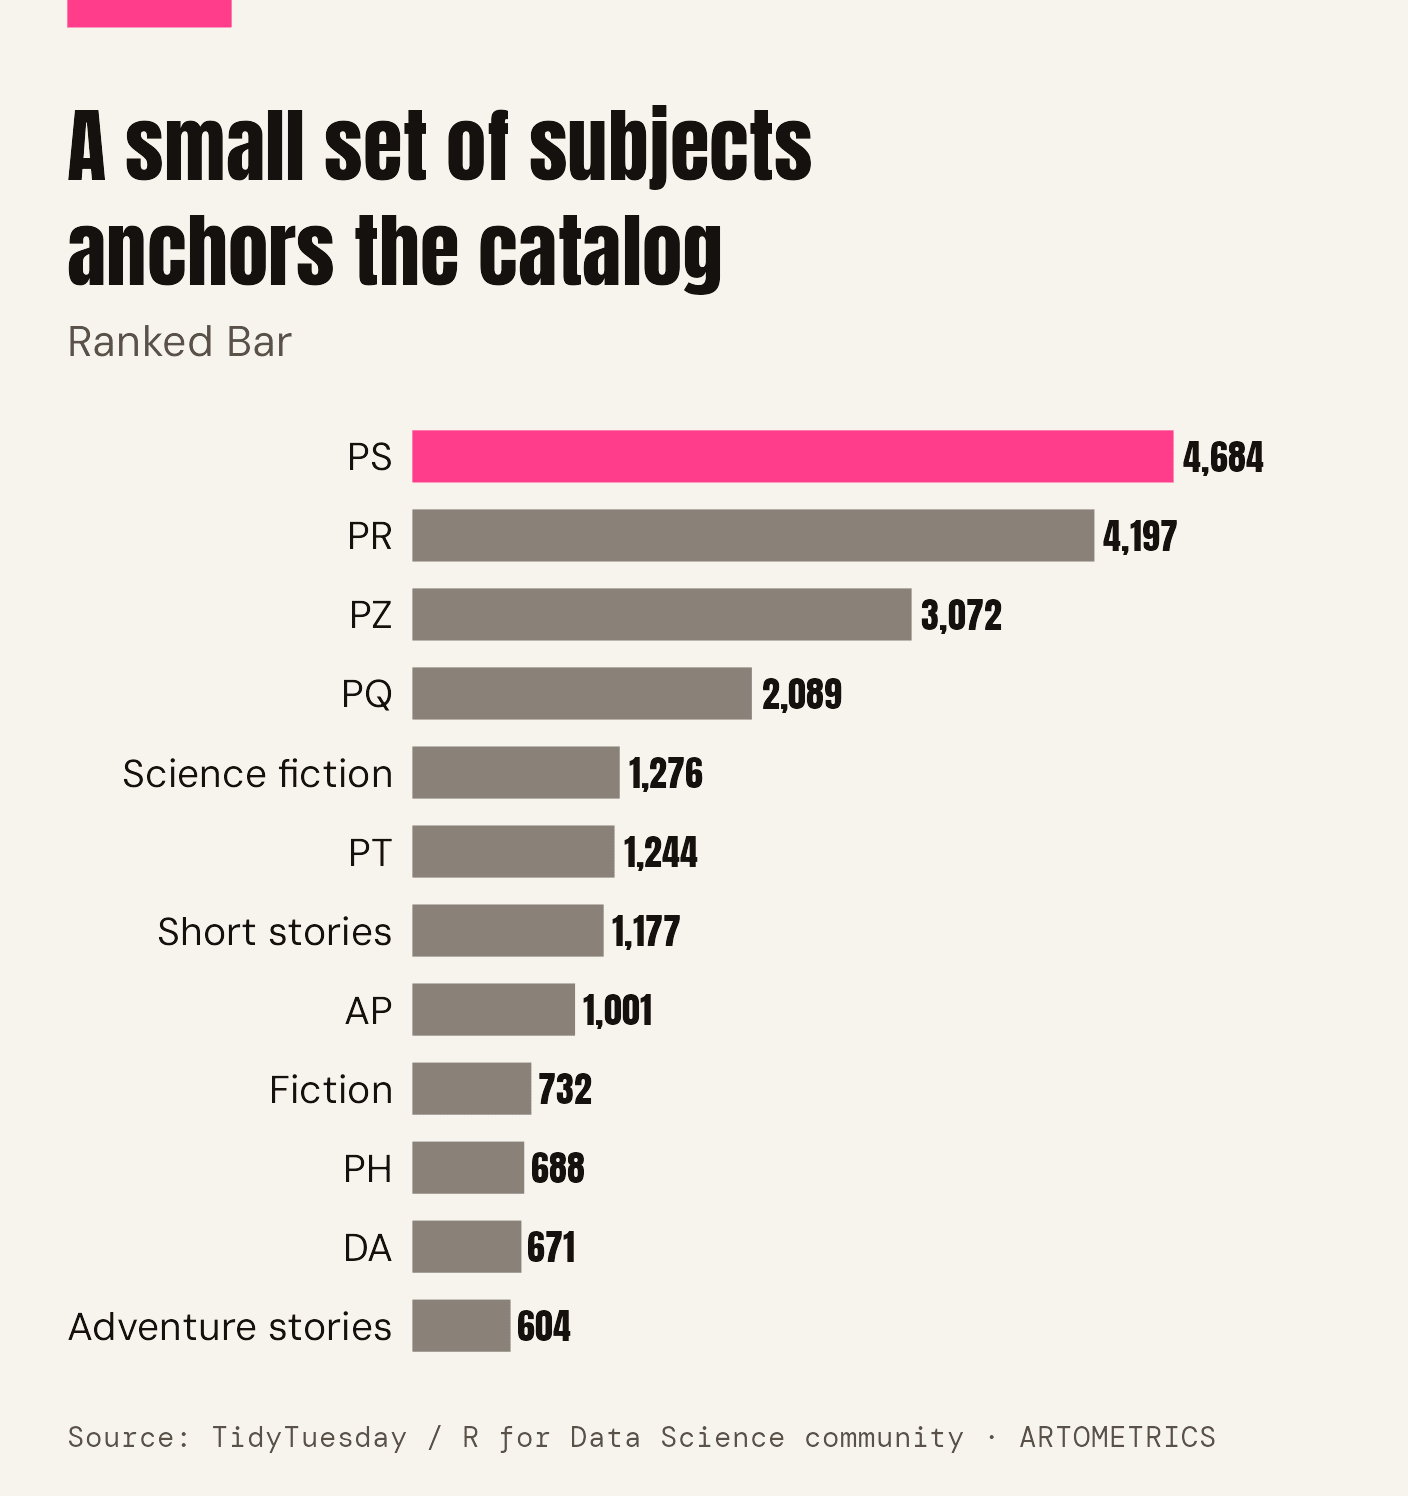 A small set of subjects
anchors the catalog
Ranked Bar
PS 4,684
PR 4,197
PZ 3,072
PQ 2,089
Science fiction 1,276
PT 1,244
Short stories 1,177
AP 1,001
Fiction 732
PH 688
DA 671
Adventure stories 604
Source: TidyTuesday / R for Data Science community · ARTOMETRICS